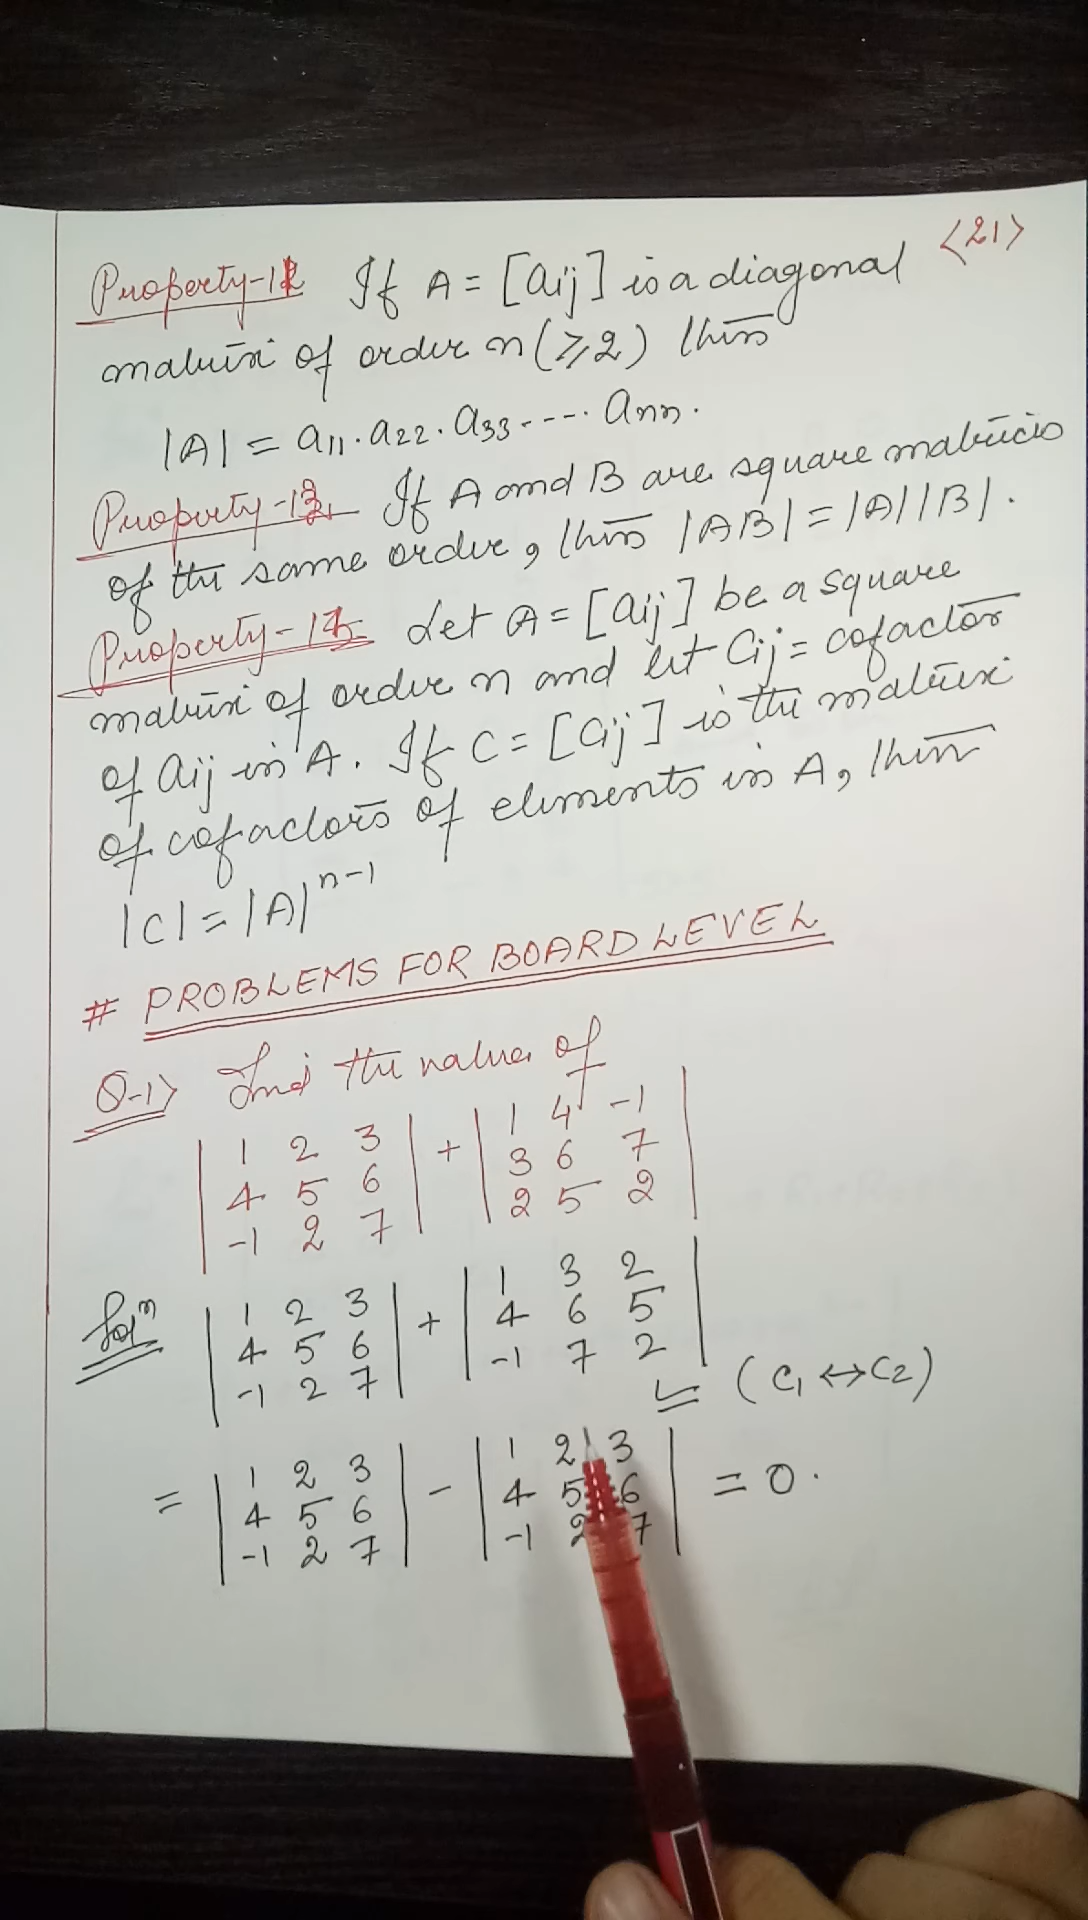 <21>
Property-12 If A = [aij] is a diagonal
matrix of order n (≥2) then
|A| = a11. a22. a33. ---. ann.
Property-13 If A and B are square matrices
of the same order, then |AB| = |A||B|.
Property-14 Let A = [aij] be a square
matrix of order n and let Cij = cofactor
of aij in A. If C = [Cij] is the matrix
of cofactors of elements in A, then
|C| = |A|^n-1
# PROBLEMS FOR BOARD LEVEL
Q-1> Find the value of
| 1 2 3 | + | 1 4 -1 |
| 4 5 6 | | 3 6 7 |
| -1 2 7 | | 2 5 2 |
Solⁿ | 1 2 3 | + | 1 3 2 |
| 4 5 6 | | 4 6 5 |
| -1 2 7 | | -1 7 2 |
(C1 ↔ C2)
= | 1 2 3 | - | 1 2 3 | = 0.
| 4 5 6 | | 4 5 6 |
| -1 2 7 | | -1 2 7 |